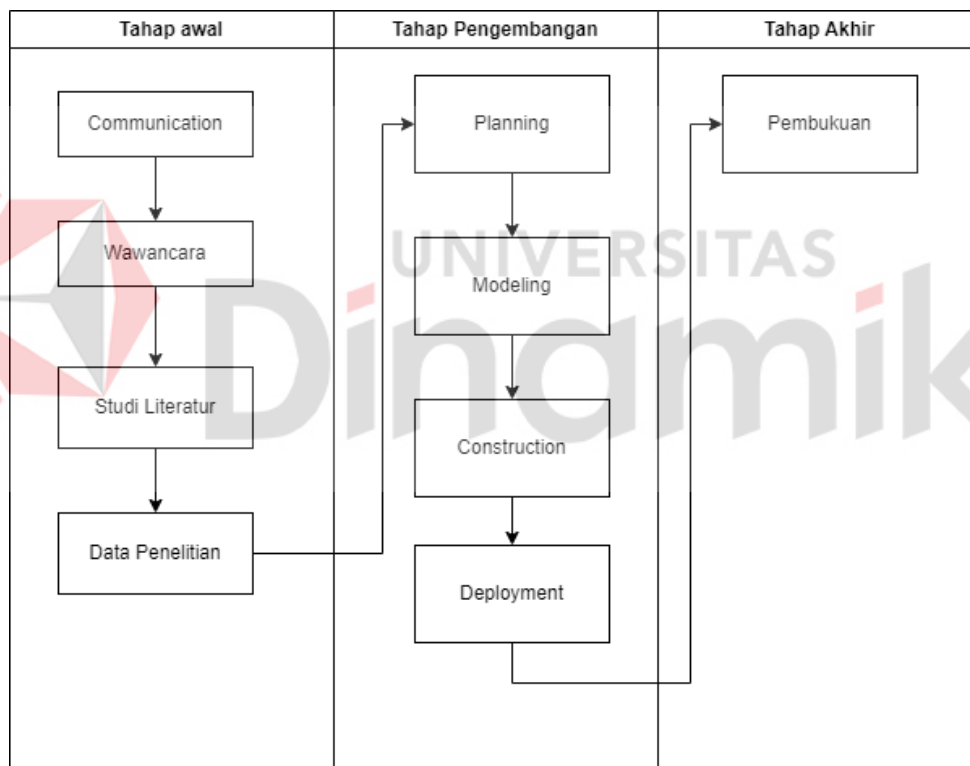 Tahap awal
Tahap Pengembangan
Tahap Akhir
Communication
Wawancara
Studi Literatur
Data Penelitian
Planning
Modeling
Construction
Deployment
Pembukuan
UNIVERSITAS
Dinamika